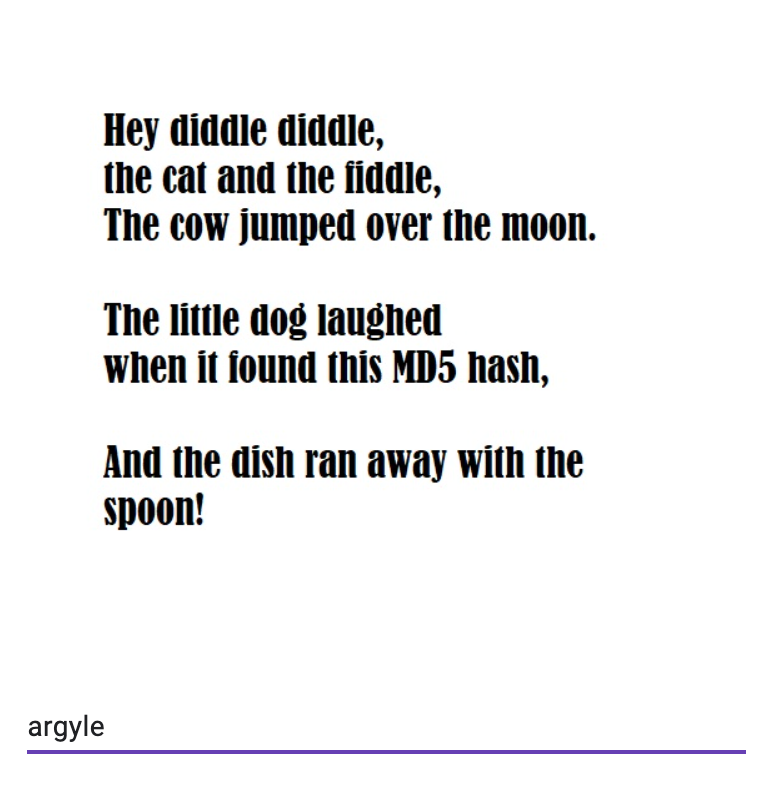 Hey diddle diddle,
the cat and the fiddle,
The cow jumped over the moon.
The little dog laughed
when it found this MD5 hash,
And the dish ran away with the
spoon!
argyle